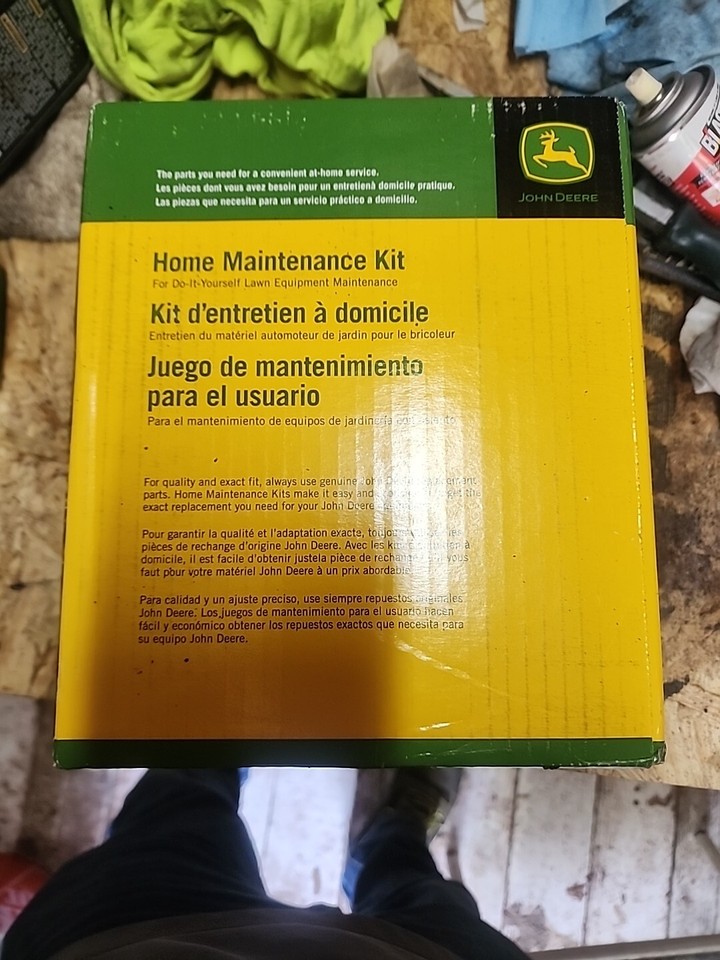 The parts you need for a convenient at-home service.
Les pièces dont vous avez besoin pour un entretienà domicile pratique.
Las piezas que necesita para un servicio práctico a domicilio.
JOHN DEERE
Home Maintenance Kit
For Do-It-Yourself Lawn Equipment Maintenance
Kit d'entretien à domicile
Entretien du matériel automoteur de jardin pour le bricoleur
Juego de mantenimiento
para el usuario
Para el mantenimiento de equipos de jardinería
For quality and exact fit, always use genuine John
parts. Home Maintenance Kits make it easy and get the
exact replacement you need for your John Deere
Pour garantir la qualité et l'adaptation exacte, les
pièces de rechange d'origine John Deere. Avec les à
domicile, il est facile d'obtenir justela pièce de vous
faut pour votre matériel John Deere à un prix abordable
Para calidad y un ajuste preciso, use siempre repuestos originales
John Deere. Los juegos de mantenimiento para el usuario hacen
fácil y económico obtener los repuestos exactos que necesita para
su equipo John Deere.